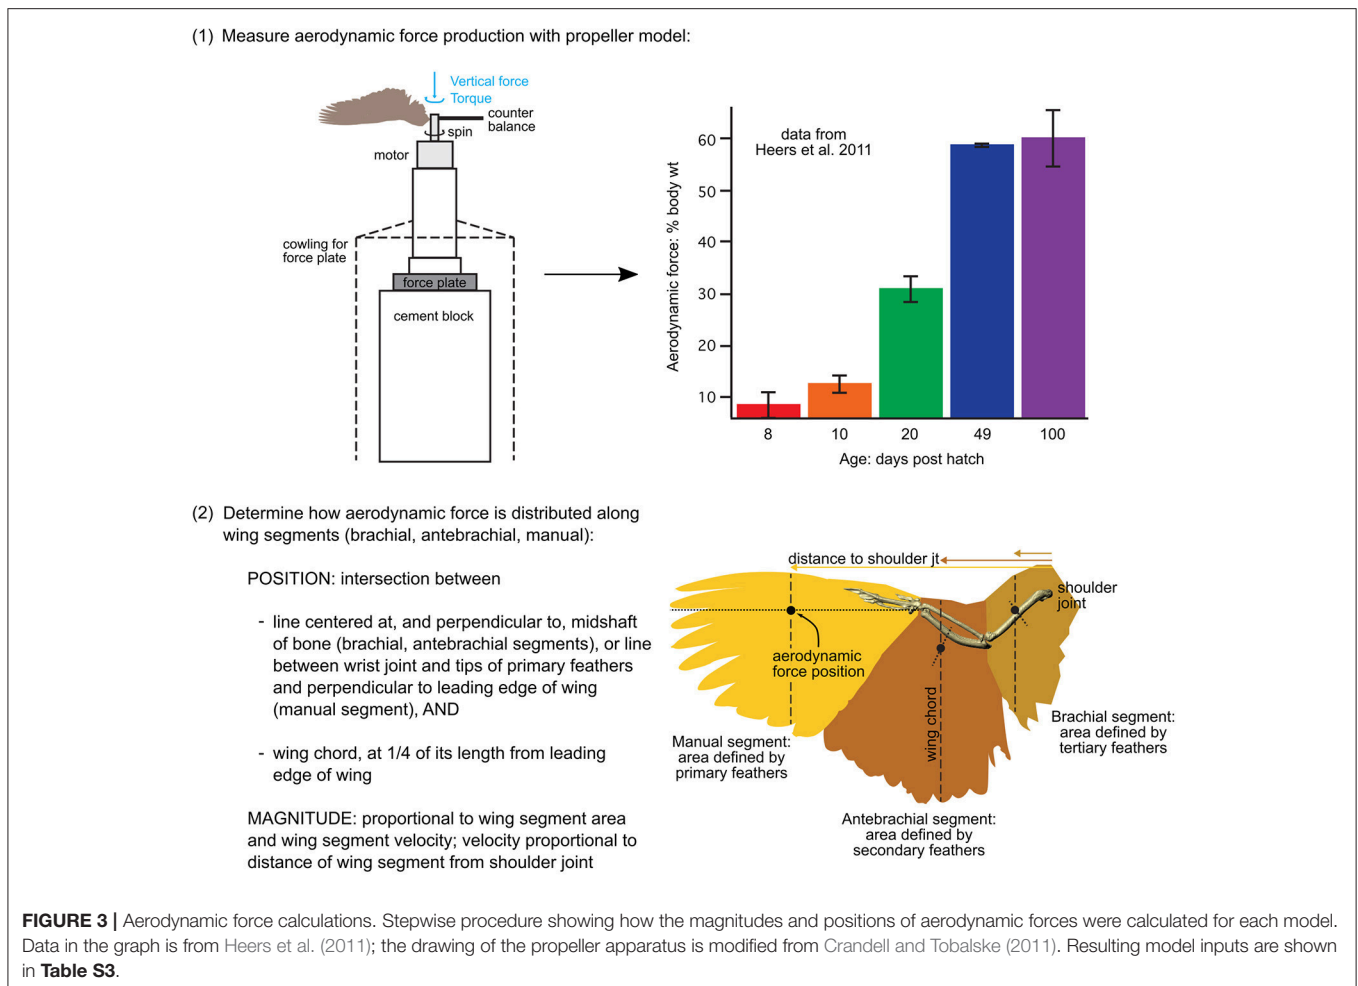 (1) Measure aerodynamic force production with propeller model:
Vertical force
Torque
counter
balance
spin
motor
cowling for
force plate
force plate
cement block
data from
Heers et al. 2011
Aerodynamic force: % body wt
60
50
40
30
20
10
8 10 20 49 100
Age: days post hatch
(2) Determine how aerodynamic force is distributed along
wing segments (brachial, antebrachial, manual):
POSITION: intersection between
- line centered at, and perpendicular to, midshaft
of bone (brachial, antebrachial segments), or line
between wrist joint and tips of primary feathers
and perpendicular to leading edge of wing
(manual segment), AND
- wing chord, at 1/4 of its length from leading
edge of wing
MAGNITUDE: proportional to wing segment area
and wing segment velocity; velocity proportional to
distance of wing segment from shoulder joint
distance to shoulder jt
shoulder
joint
aerodynamic
force position
wing chord
Manual segment:
area defined by
primary feathers
Brachial segment:
area defined by
tertiary feathers
Antebrachial segment:
area defined by
secondary feathers
FIGURE 3 | Aerodynamic force calculations. Stepwise procedure showing how the magnitudes and positions of aerodynamic forces were calculated for each model.
Data in the graph is from Heers et al. (2011); the drawing of the propeller apparatus is modified from Crandell and Tobalske (2011). Resulting model inputs are shown
in Table S3.